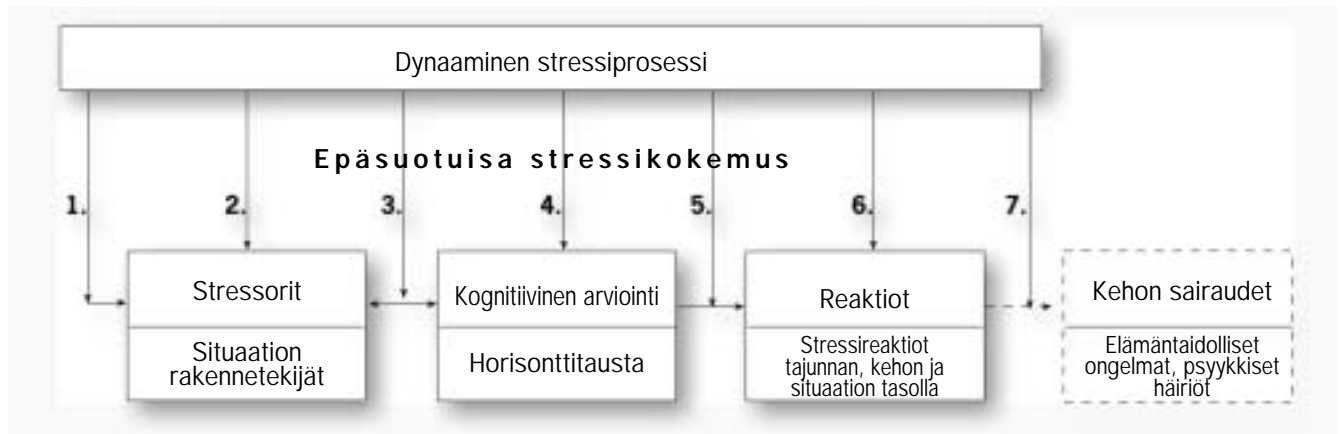 Dynaaminen stressiprosessi
Epäsuotuisa stressikokemus
1. 2. 3. 4. 5. 6. 7.
Stressorit
Situaation
rakennetekijät
Kognitiivinen arviointi
Horisonttitausta
Reaktiot
Stressireaktiot
tajunnan, kehon ja
situaation tasolla
Kehon sairaudet
Elämäntaidolliset
ongelmat, psyykkiset
häiriöt